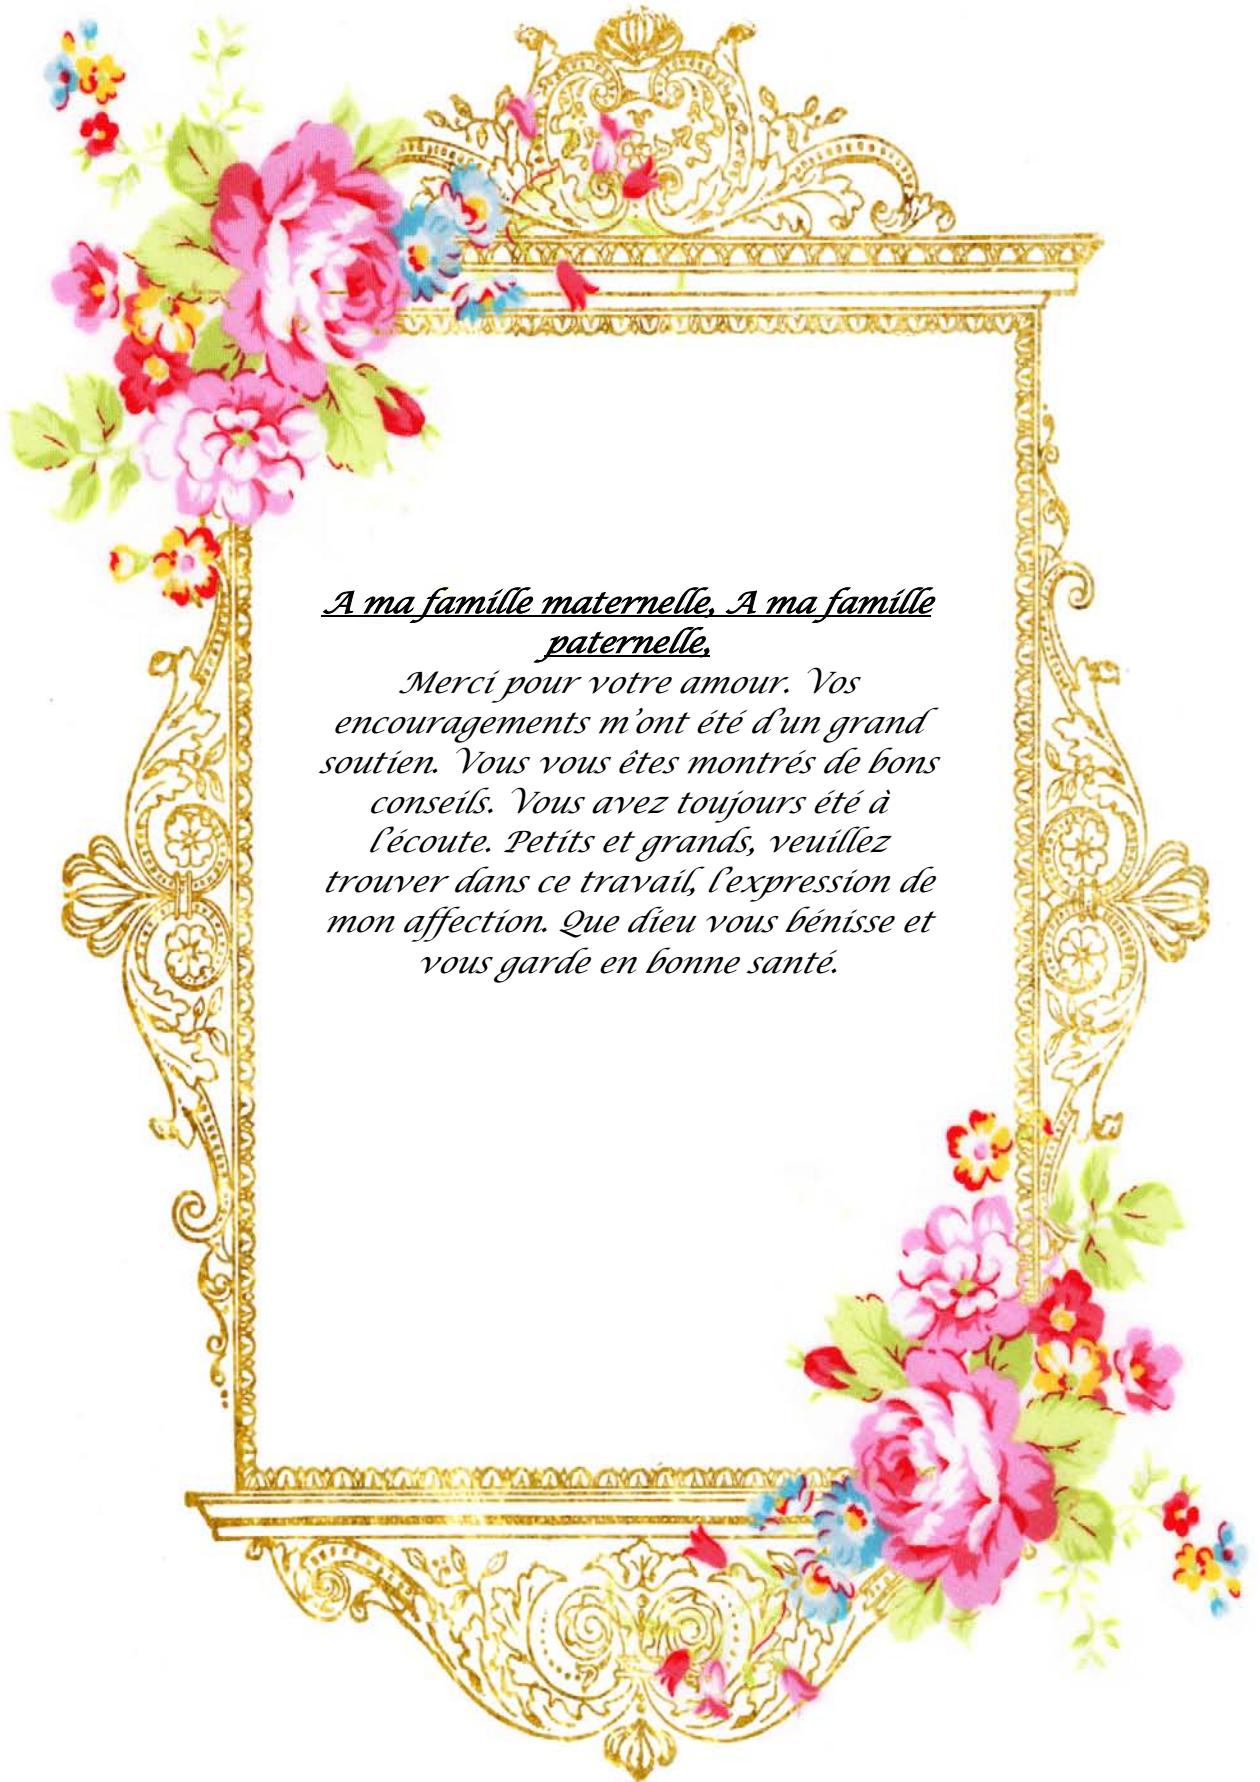 A ma famille maternelle, A ma famille
paternelle,
Merci pour votre amour. Vos
encouragements m’ont été d’un grand
soutien. Vous vous êtes montrés de bons
conseils. Vous avez toujours été à
l’écoute. Petits et grands, veuillez
trouver dans ce travail, l’expression de
mon affection. Que dieu vous bénisse et
vous garde en bonne santé.